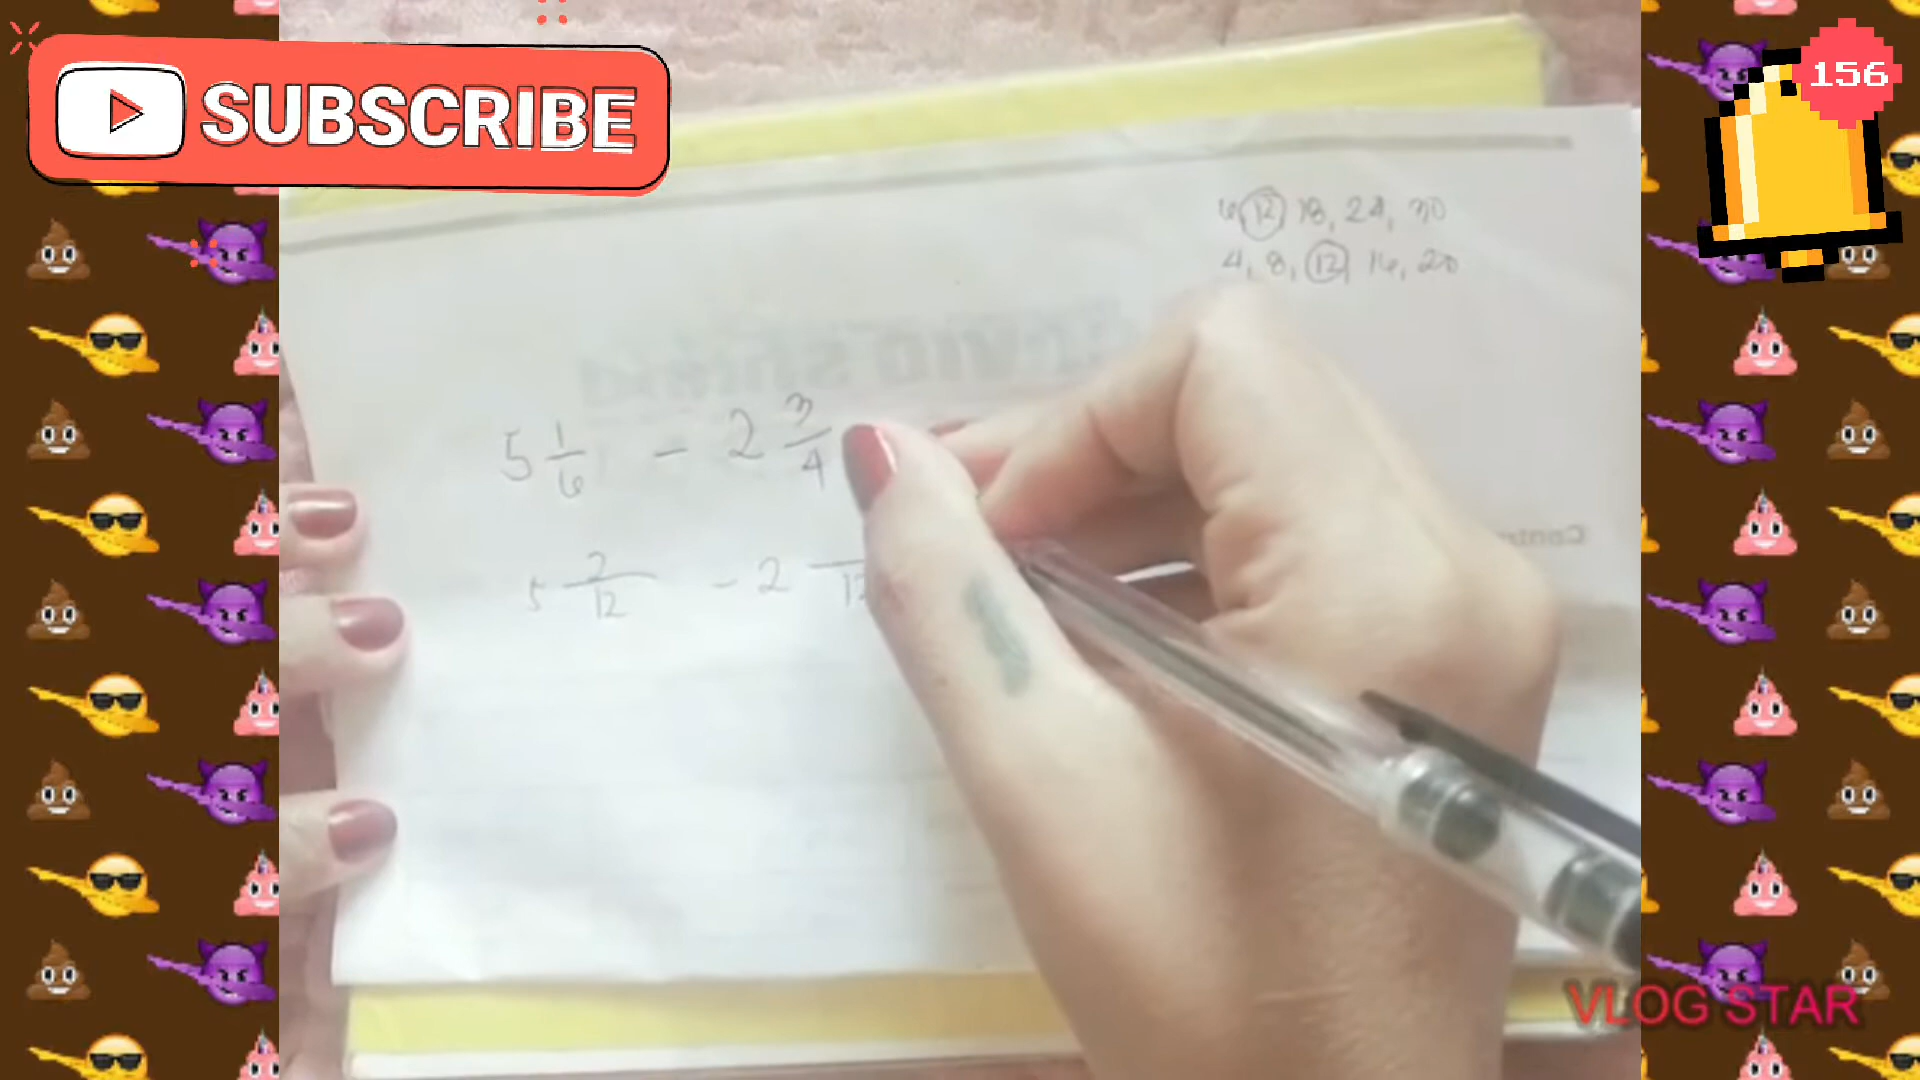 SUBSCRIBE
156
6, 12 18, 24, 30
4, 8, 12, 16, 20
5 1/6 - 2 3/4
5 2/12 - 2 /12
VLOG STAR